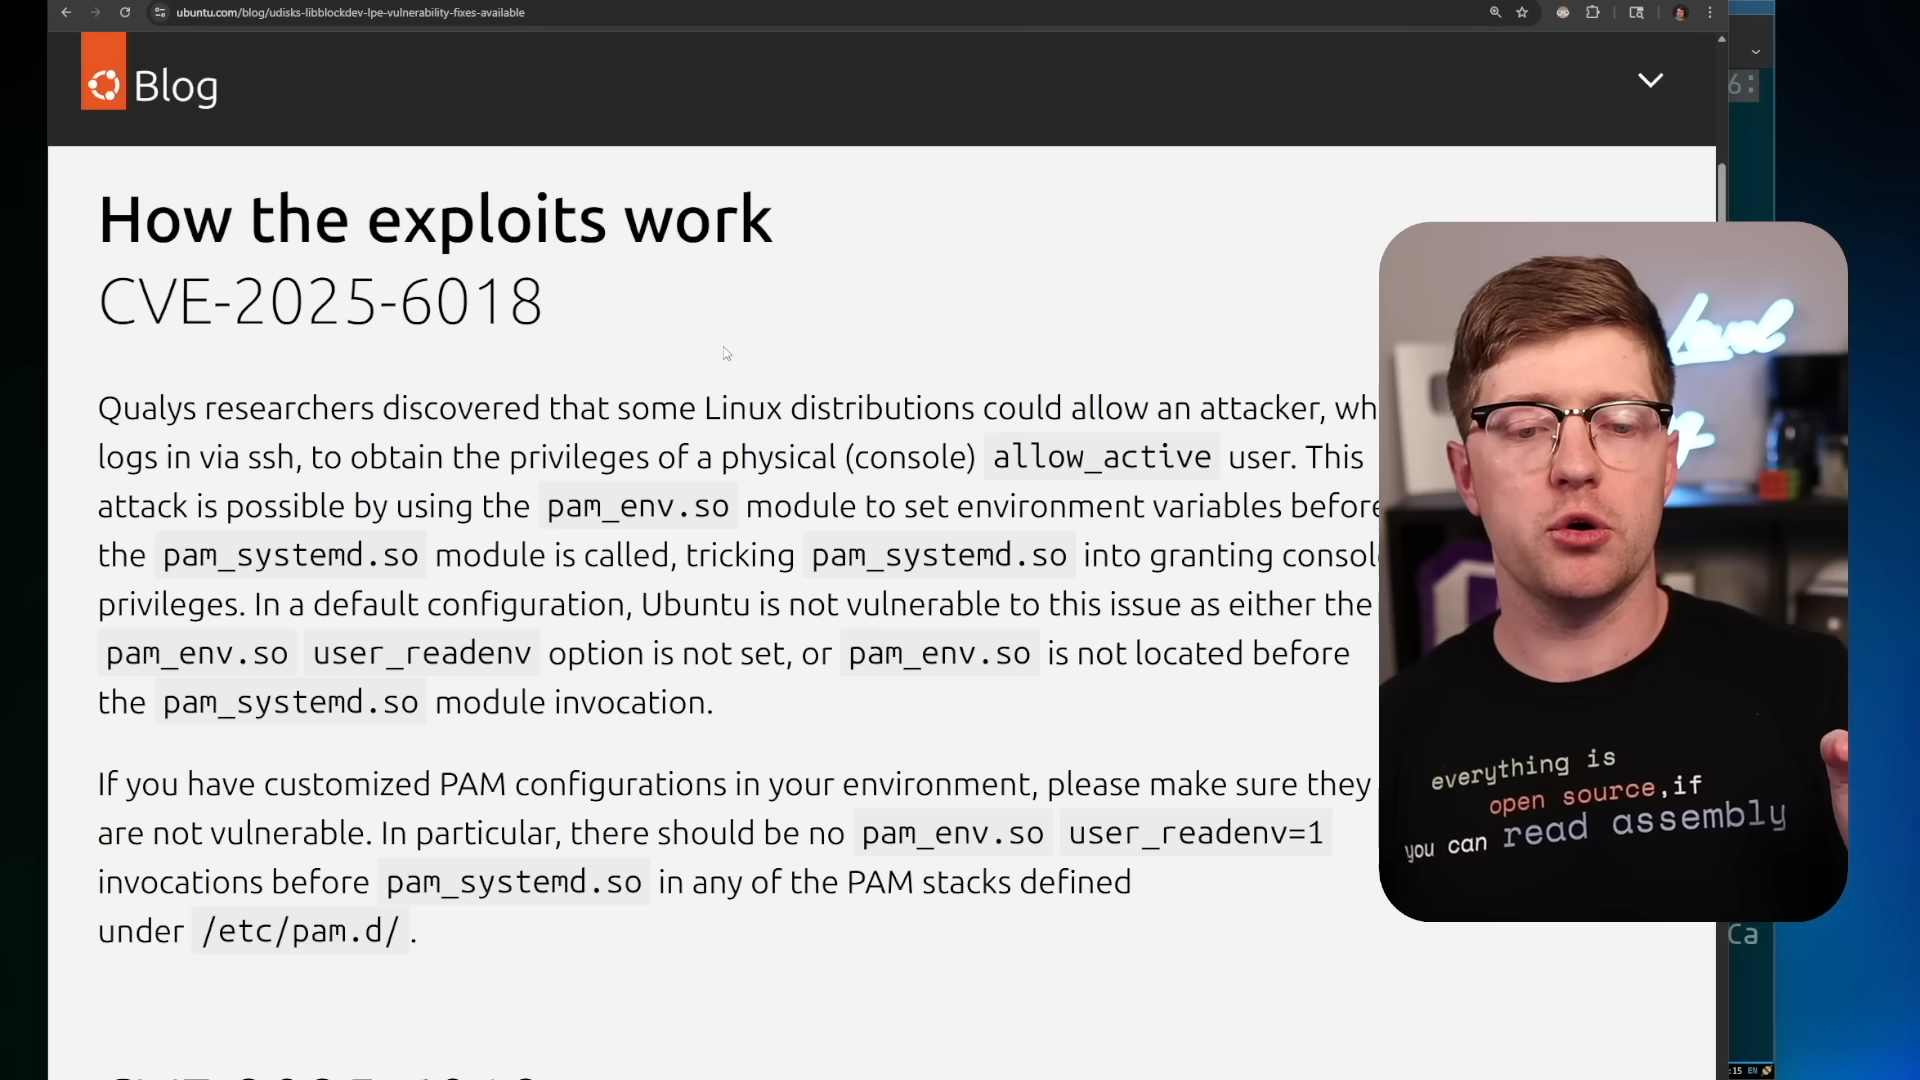 ubuntu.com/blog/udisks-libblockdev-lpe-vulnerability-fixes-available
Blog
6:
How the exploits work
CVE-2025-6018
Qualys researchers discovered that some Linux distributions could allow an attacker, wh
logs in via ssh, to obtain the privileges of a physical (console) allow_active user. This
attack is possible by using the pam_env.so module to set environment variables before
the pam_systemd.so module is called, tricking pam_systemd.so into granting consol
privileges. In a default configuration, Ubuntu is not vulnerable to this issue as either the
pam_env.so user_readenv option is not set, or pam_env.so is not located before
the pam_systemd.so module invocation.
If you have customized PAM configurations in your environment, please make sure they
are not vulnerable. In particular, there should be no pam_env.so user_readenv=1
invocations before pam_systemd.so in any of the PAM stacks defined
under /etc/pam.d/ .
everything is
open source,if
you can read assembly
Ca
:15 EN